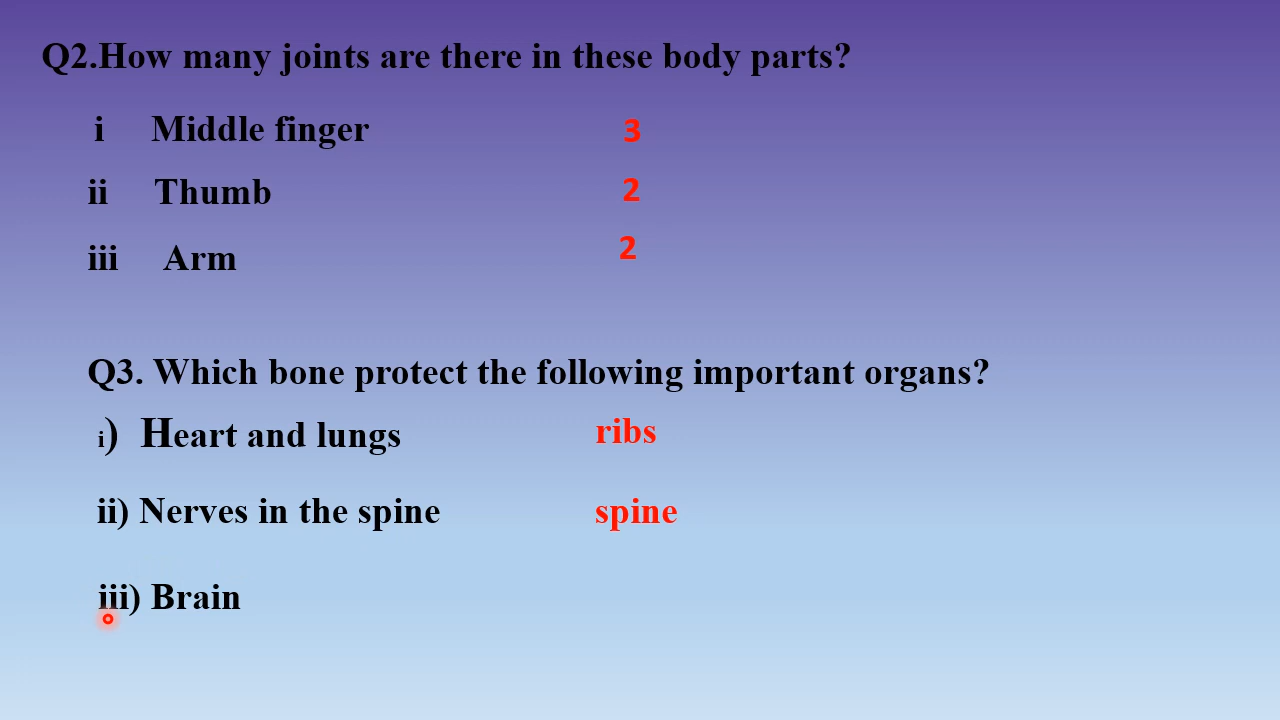 Q2.How many joints are there in these body parts?
i Middle finger 3
ii Thumb 2
iii Arm 2
Q3. Which bone protect the following important organs?
i) Heart and lungs ribs
ii) Nerves in the spine spine
iii) Brain